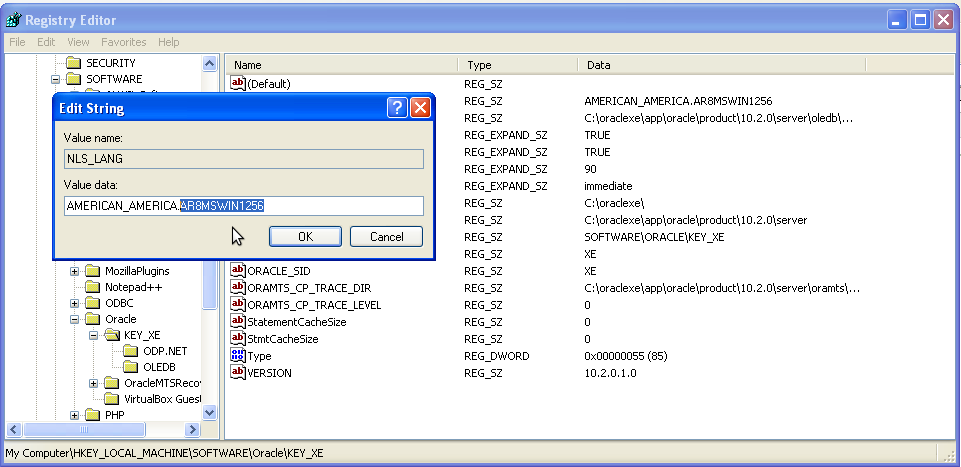 Registry Editor
File Edit View Favorites Help
SECURITY
SOFTWARE
Name Type Data
(Default) REG_SZ
REG_SZ AMERICAN_AMERICA.AR8MSWIN1256
REG_SZ C:\oraclexe\app\oracle\product\10.2.0\server\oledb\...
REG_EXPAND_SZ TRUE
REG_EXPAND_SZ TRUE
REG_EXPAND_SZ 90
REG_EXPAND_SZ immediate
REG_SZ C:\oraclexe\
REG_SZ C:\oraclexe\app\oracle\product\10.2.0\server
REG_SZ SOFTWARE\ORACLE\KEY_XE
REG_SZ XE
ORACLE_SID REG_SZ XE
ORAMTS_CP_TRACE_DIR REG_SZ C:\oraclexe\app\oracle\product\10.2.0\server\oramts\...
ORAMTS_CP_TRACE_LEVEL REG_SZ 0
StatementCacheSize REG_SZ 0
StmtCacheSize REG_SZ 0
Type REG_DWORD 0x00000055 (85)
VERSION REG_SZ 10.2.0.1.0
Edit String
Value name:
NLS_LANG
Value data:
AMERICAN_AMERICA.AR8MSWIN1256
OK Cancel
MozillaPlugins
Notepad++
ODBC
Oracle
KEY_XE
ODP.NET
OLEDB
OracleMTSReco
VirtualBox Guest
PHP
My Computer\HKEY_LOCAL_MACHINE\SOFTWARE\Oracle\KEY_XE